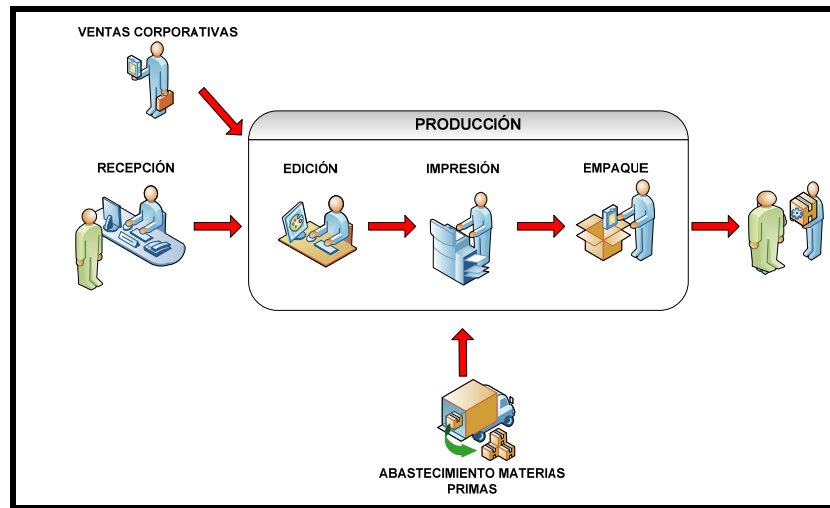 VENTAS CORPORATIVAS
PRODUCCIÓN
RECEPCIÓN
EDICIÓN
IMPRESIÓN
EMPAQUE
ABASTECIMIENTO MATERIAS
PRIMAS